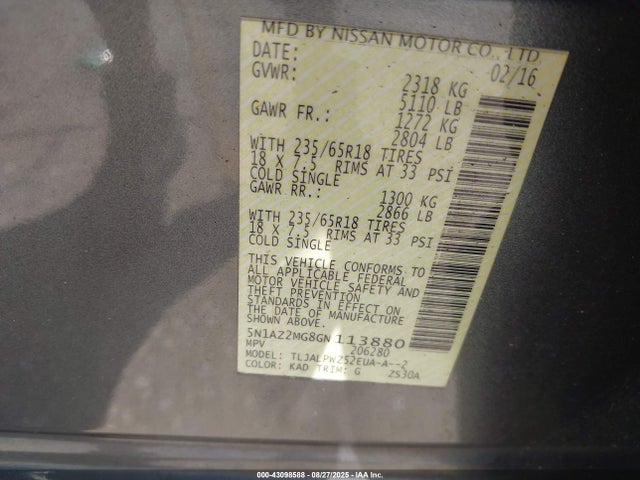 MFD BY NISSAN MOTOR CO., LTD.
DATE: 02/16
GVWR: 2318 KG
5110 LB
GAWR FR.: 1272 KG
2804 LB
WITH 235/65R18 TIRES
18 X 7.5 RIMS AT 33 PSI
COLD SINGLE
GAWR RR.: 1300 KG
2866 LB
WITH 235/65R18 TIRES
18 X 7.5 RIMS AT 33 PSI
COLD SINGLE
THIS VEHICLE CONFORMS TO
ALL APPLICABLE FEDERAL
MOTOR VEHICLE SAFETY AND
STANDARDS IN EFFECT ON
THE DATE OF MANUFACTURE
SHOWN ABOVE.
5N1AZ2MG8GN113880
MPV 206280
MODEL: TLJALPWZ52EUA-A--2
COLOR: KAD TRIM: G ZS30A
000-43098588 - 08/27/2025 - IAA Inc.